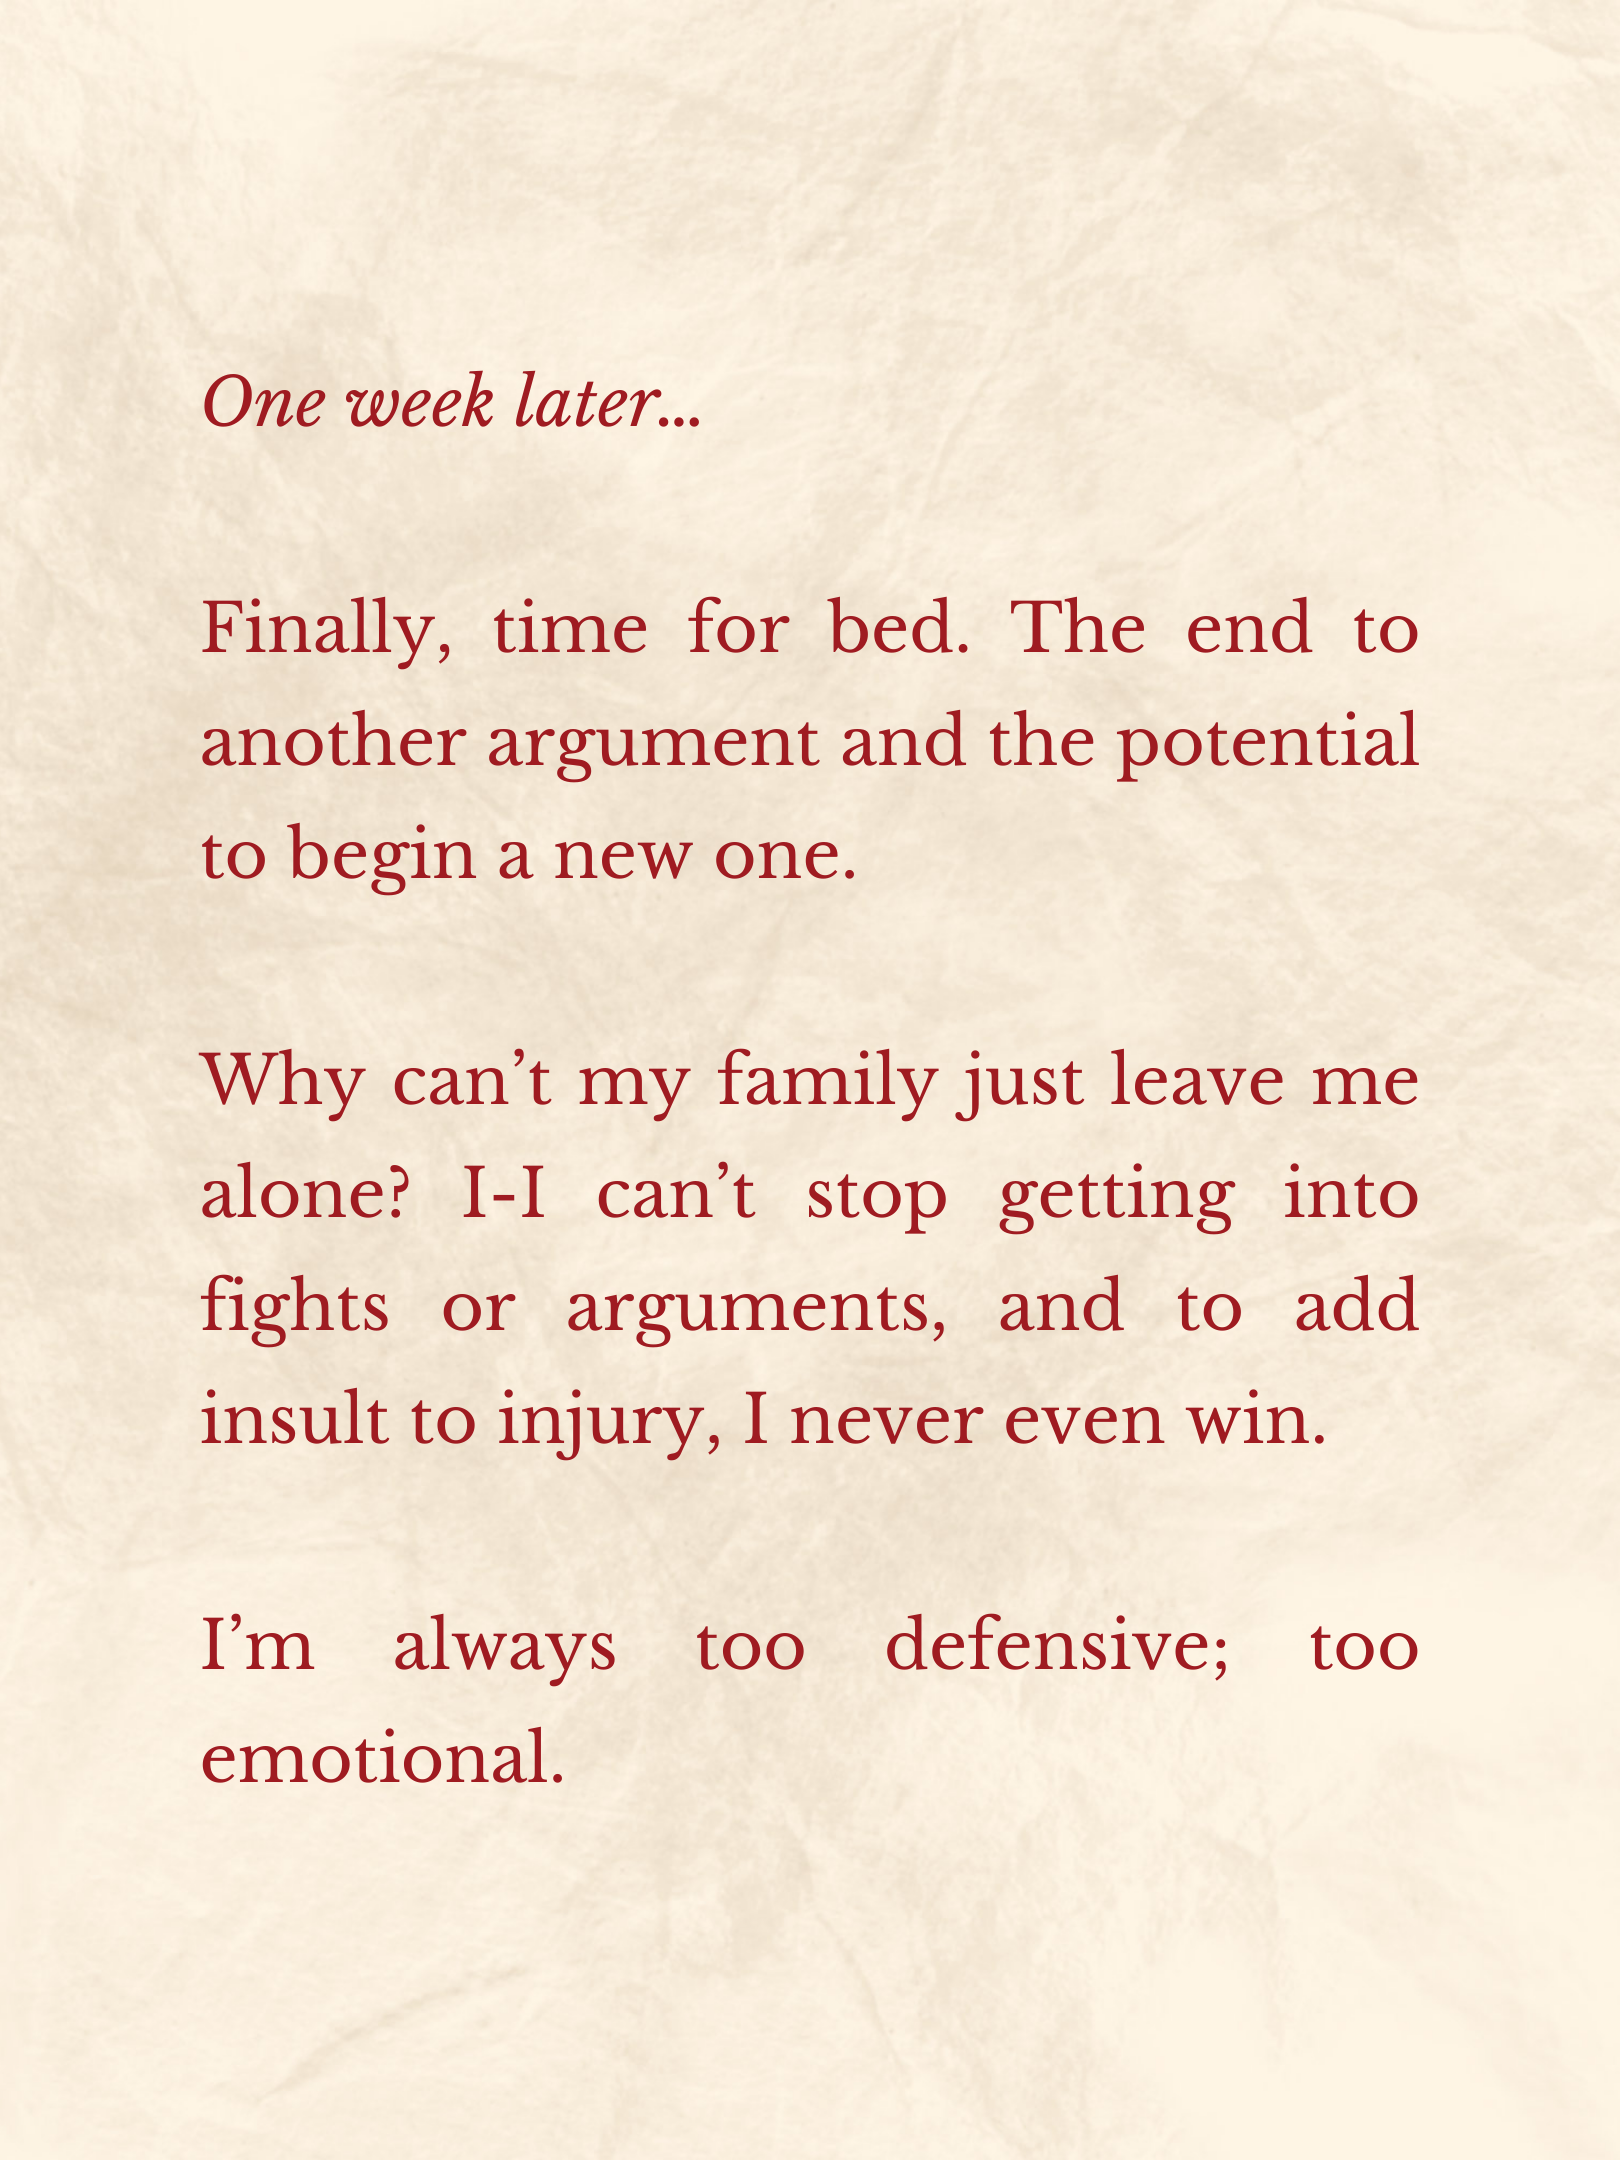 One week later...
Finally, time for bed. The end to
another argument and the potential
to begin a new one.
Why can’t my family just leave me
alone? I-I can’t stop getting into
fights or arguments, and to add
insult to injury, I never even win.
I’m always too defensive; too
emotional.